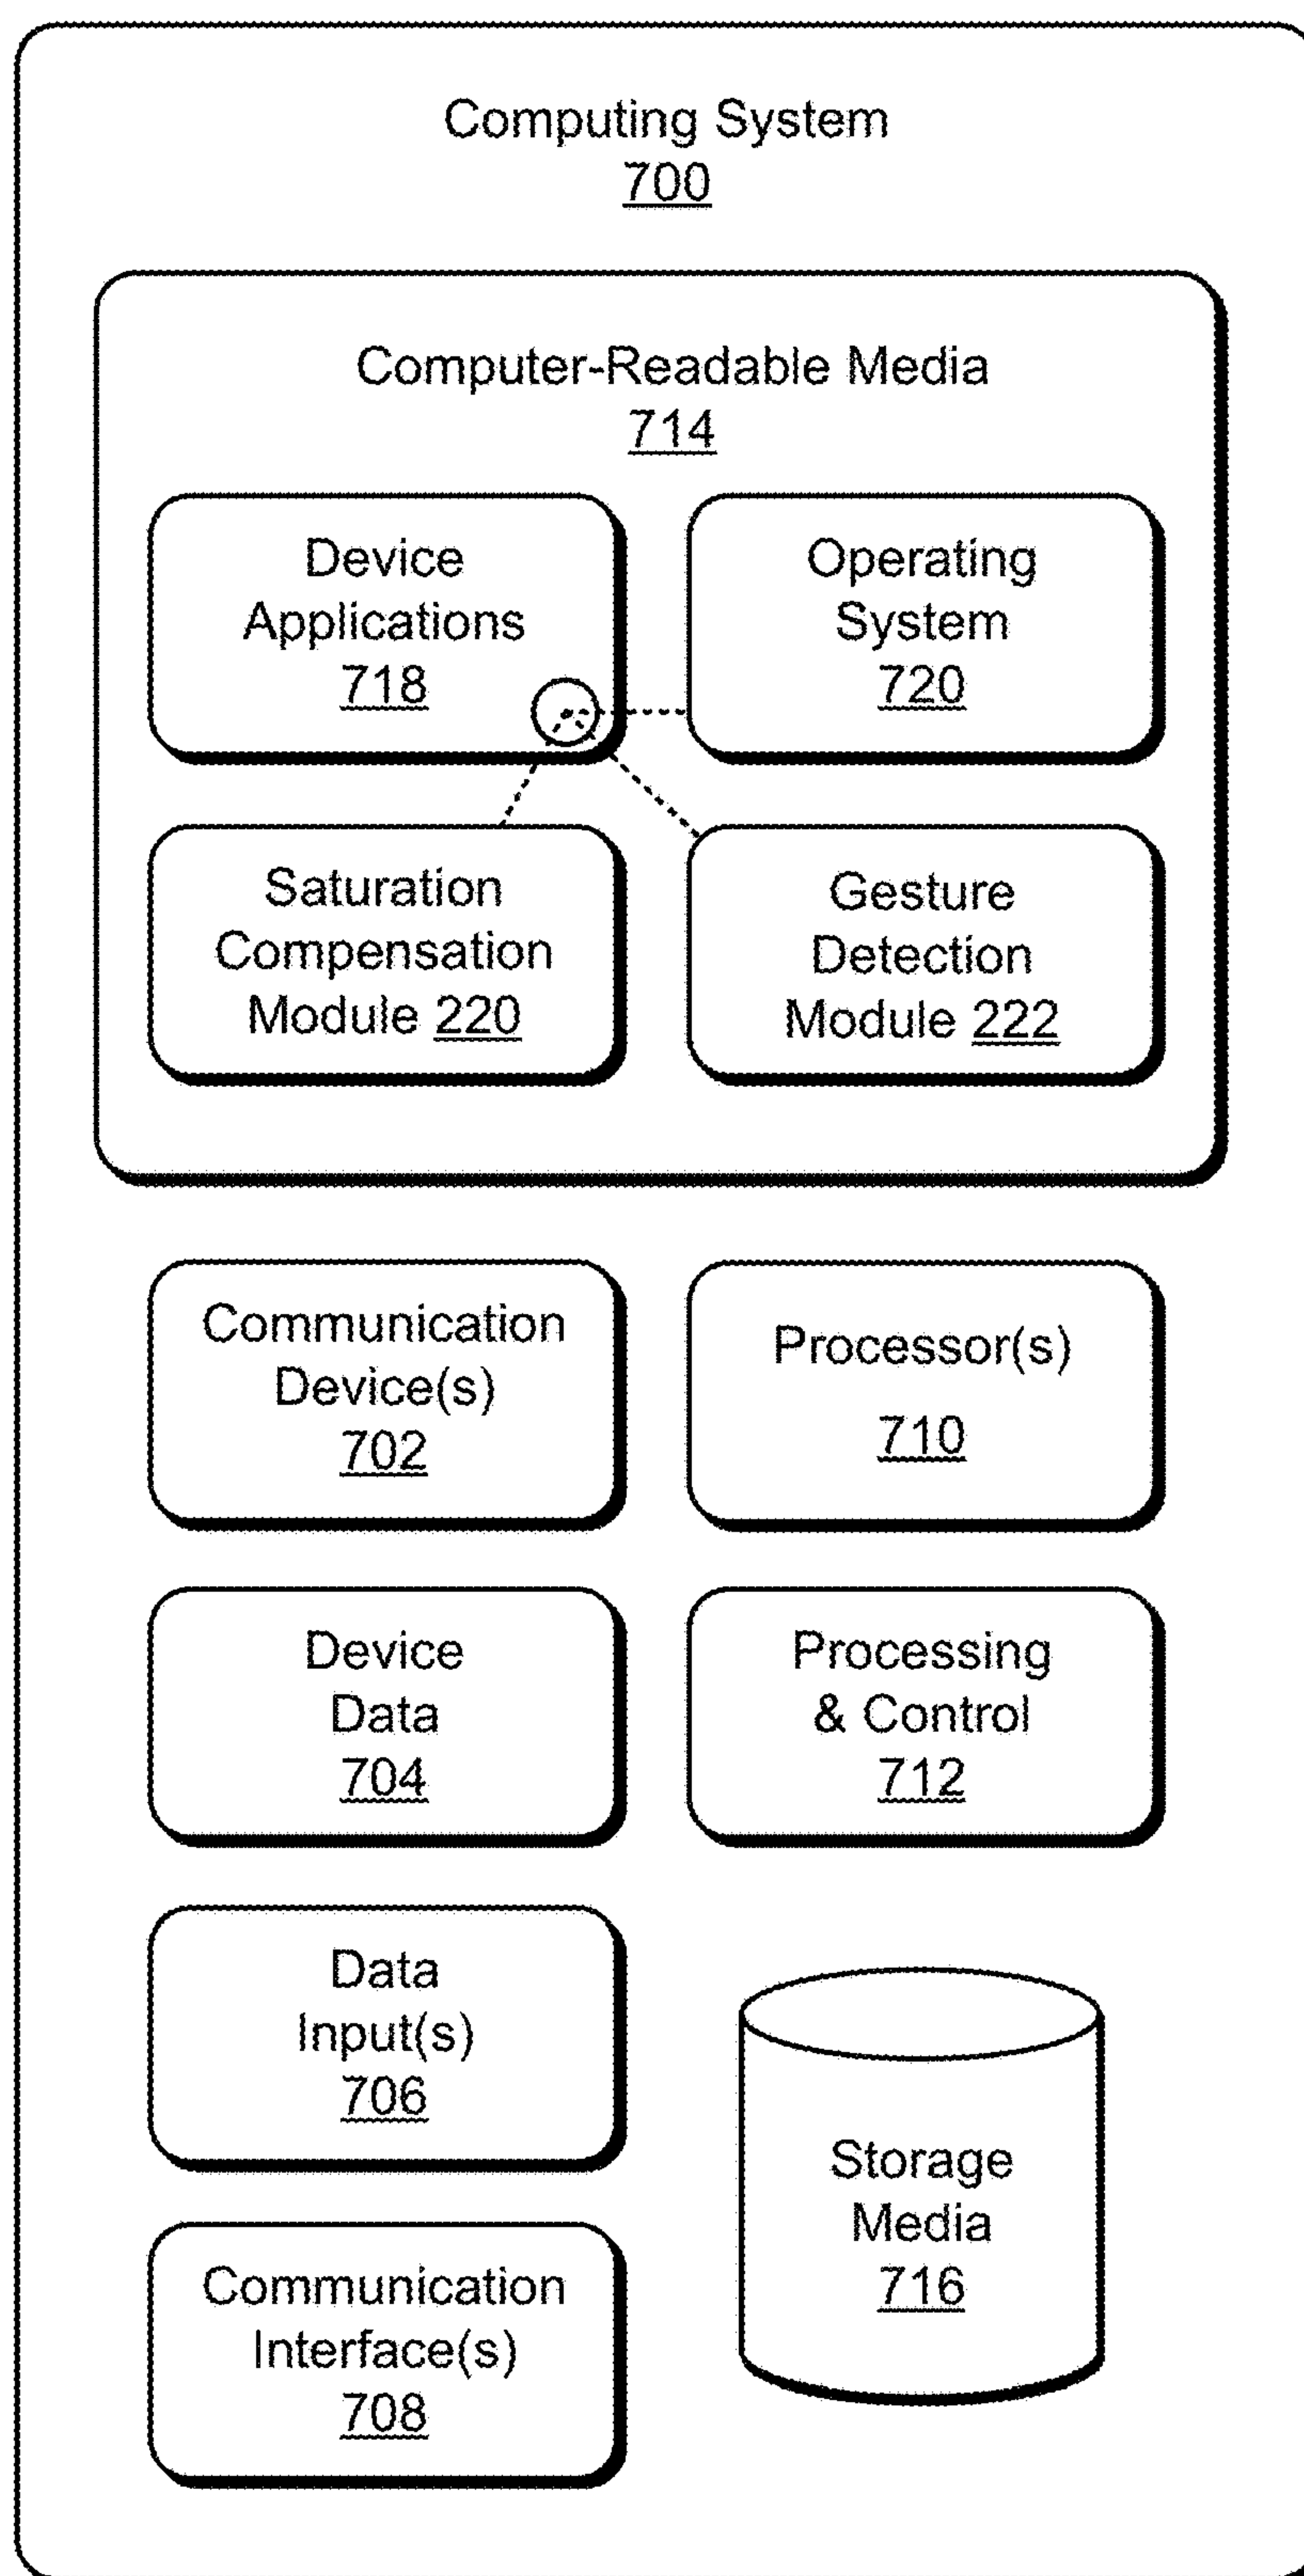 Computing System
700
Computer-Readable Media
714
Device
Applications
718
Operating
System
720
Saturation
Compensation
Module 220
Gesture
Detection
Module 222
Communication
Device(s)
702
Processor(s)
710
Device
Data
704
Processing
& Control
712
Data
Input(s)
706
Storage
Media
716
Communication
Interface(s)
708